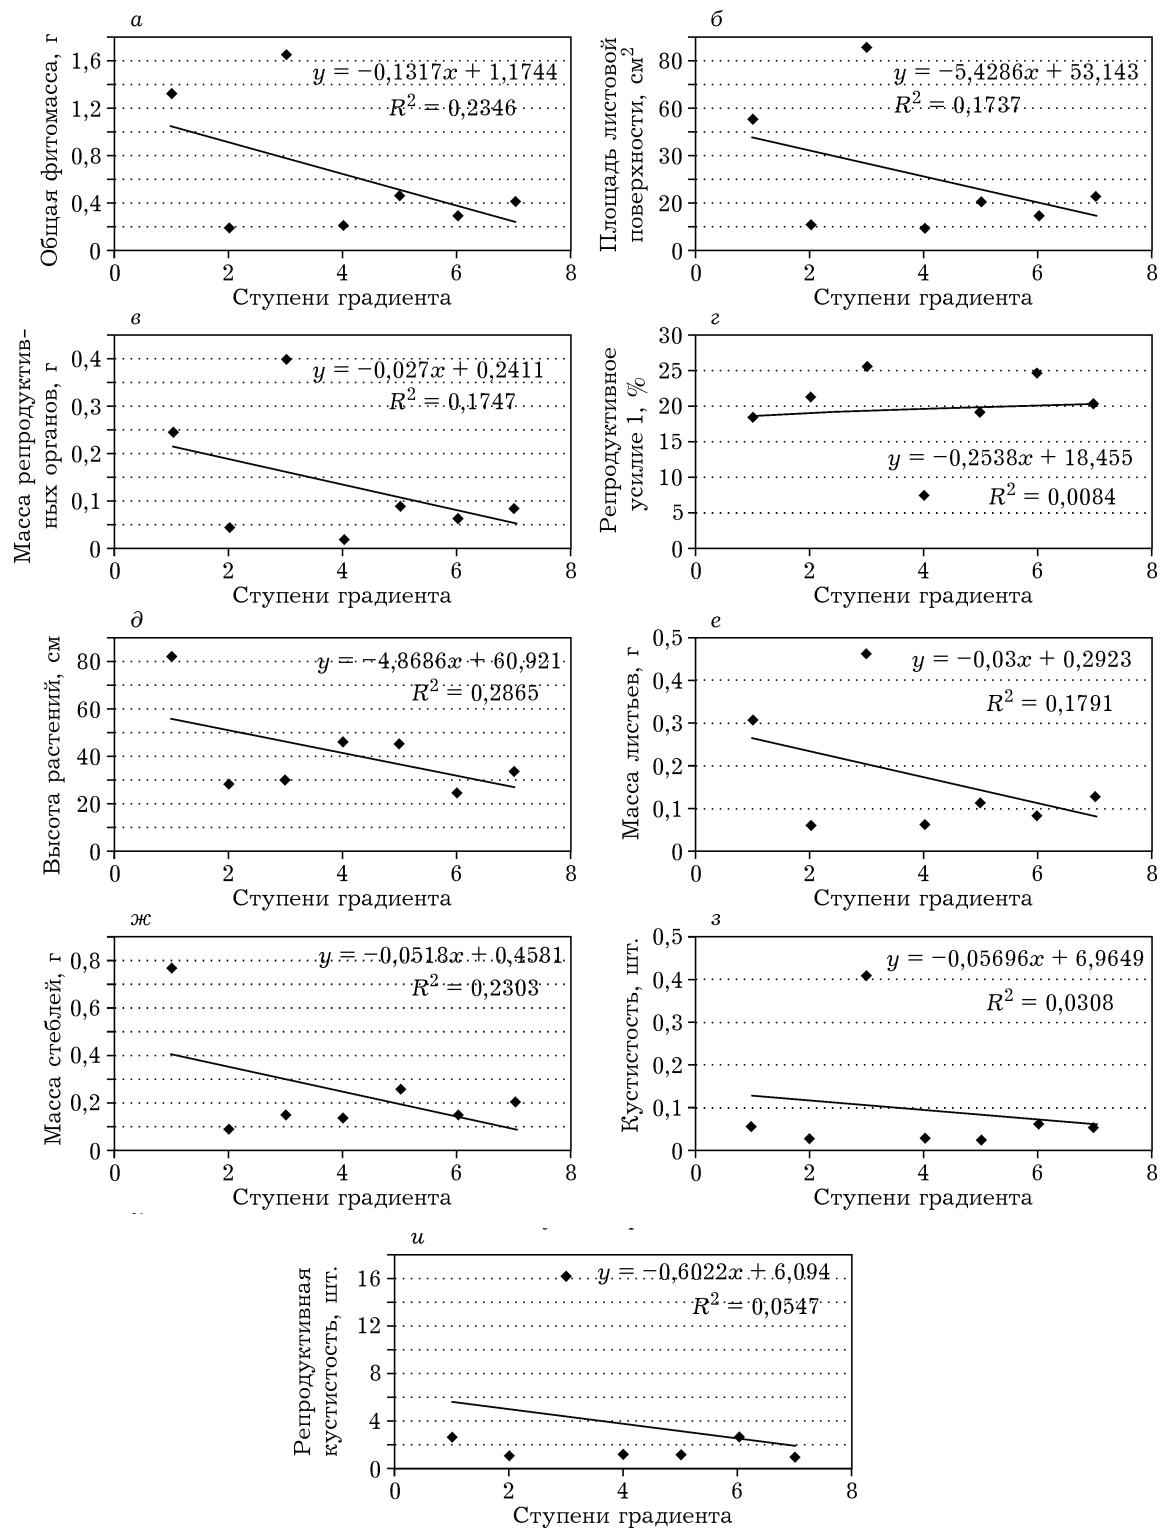 а
Общая фитомасса, г
1,6
1,2
0,8
0,4
0
y = −0,1317x + 1,1744
R² = 0,2346
0 2 4 6 8
Ступени градиента
б
Площадь листовой
поверхности, см²
80
60
30
20
0
y = −5,4286x + 53,143
R² = 0,1737
0 2 4 6 8
Ступени градиента
в
Масса репродуктив-
ных органов, г
0,4
0,3
0,2
0,1
0
y = −0,027x + 0,2411
R² = 0,1747
0 2 4 6 8
Ступени градиента
г
Репродуктивное
усилие 1, %
30
25
20
15
10
5
0
y = −0,2538x + 18,455
R² = 0,0084
0 2 4 6 8
Ступени градиента
д
Высота растений, см
80
60
40
20
0
y = −4,8686x + 60,921
R² = 0,2865
0 2 4 6 8
Ступени градиента
е
Масса листьев, г
0,5
0,4
0,3
0,2
0,1
0
y = −0,03x + 0,2923
R² = 0,1791
0 2 4 6 8
Ступени градиента
ж
Масса стеблей, г
0,8
0,6
0,4
0,2
0
y = −0,0518x + 0,4581
R² = 0,2303
0 2 4 6 8
Ступени градиента
з
Кустистость, шт.
0,5
0,4
0,3
0,2
0,1
0
y = −0,05696x + 6,9649
R² = 0,0308
0 2 4 6 8
Ступени градиента
и
Репродуктивная
кустистость, шт.
16
12
8
4
0
y = −0,6022x + 6,094
R² = 0,0547
0 2 4 6 8
Ступени градиента